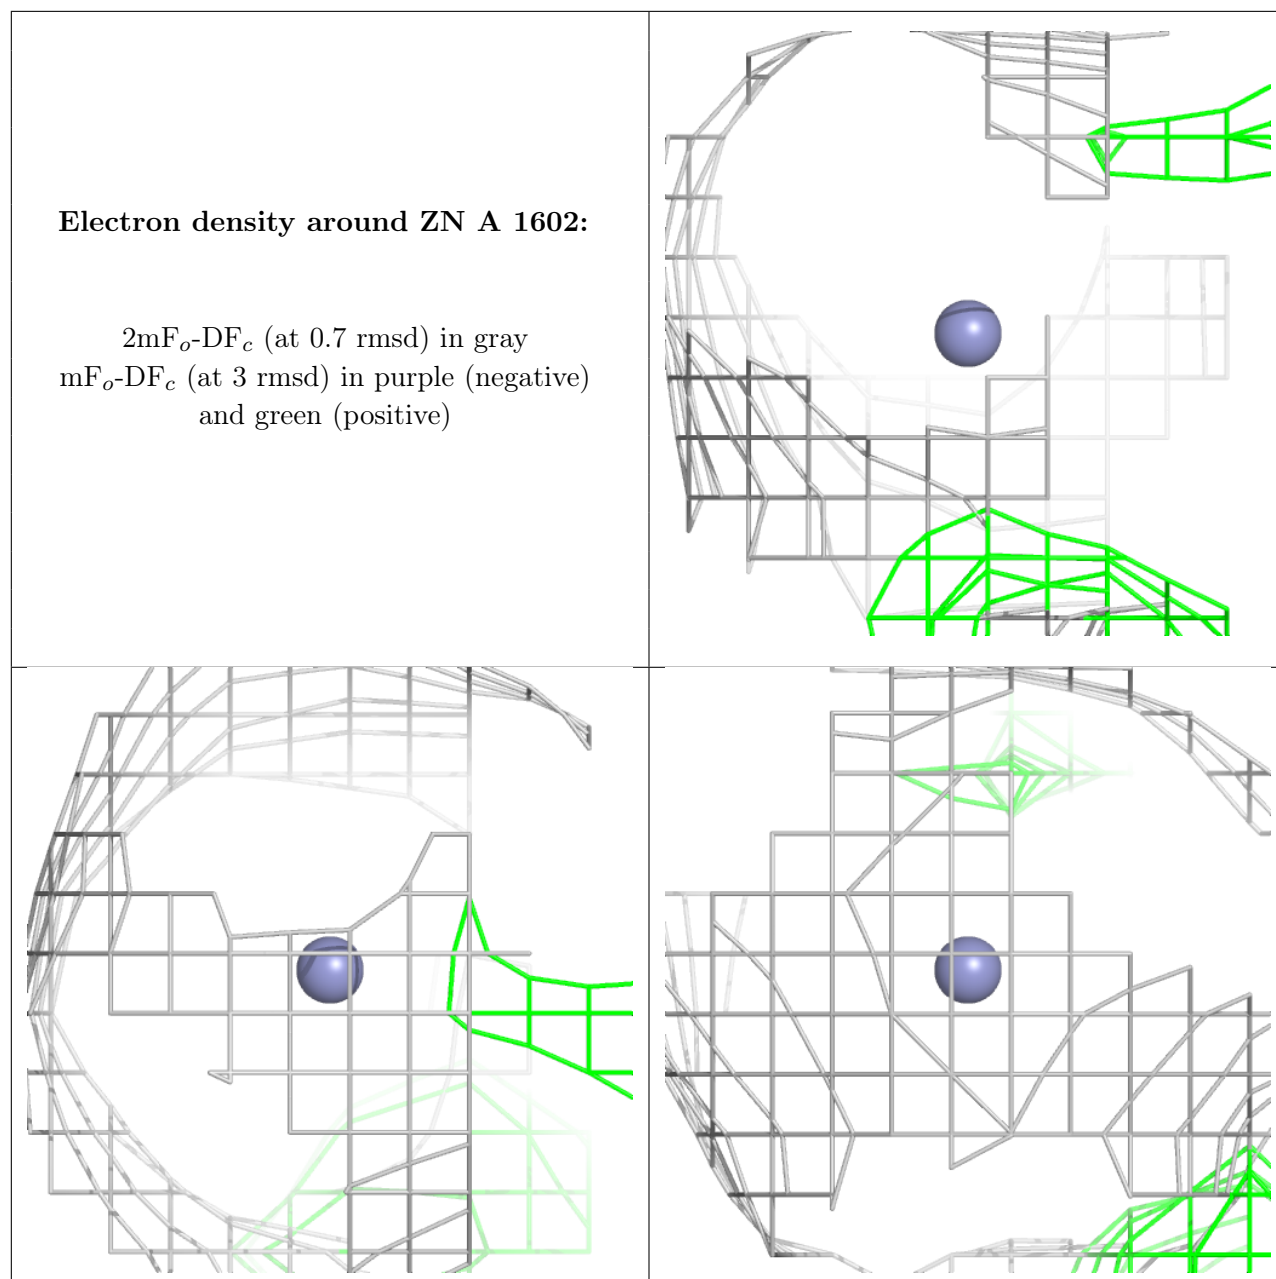 Electron density around ZN A 1602:
2mFo-DFc (at 0.7 rmsd) in gray
mFo-DFc (at 3 rmsd) in purple (negative)
and green (positive)